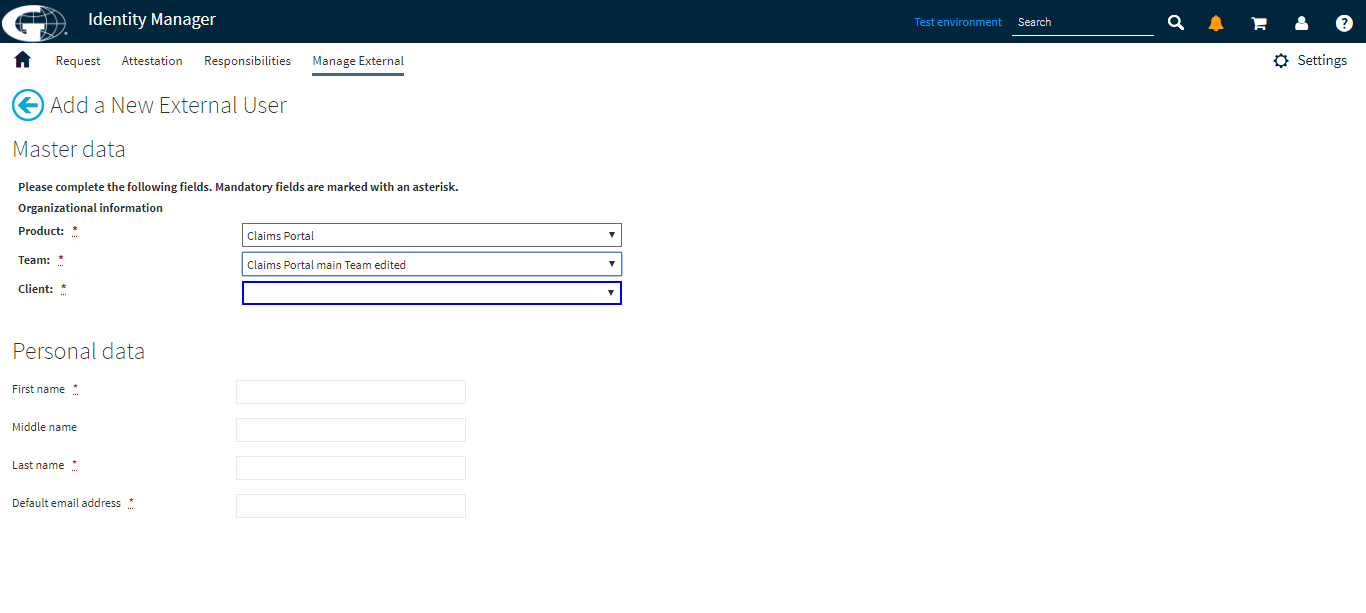 Identity Manager
Test environment
Search
Request Attestation Responsibilities Manage External
Settings
Add a New External User
Master data
Please complete the following fields. Mandatory fields are marked with an asterisk.
Organizational information
Product: * Claims Portal
Team: * Claims Portal main Team edited
Client: *
Personal data
First name *
Middle name
Last name *
Default email address *